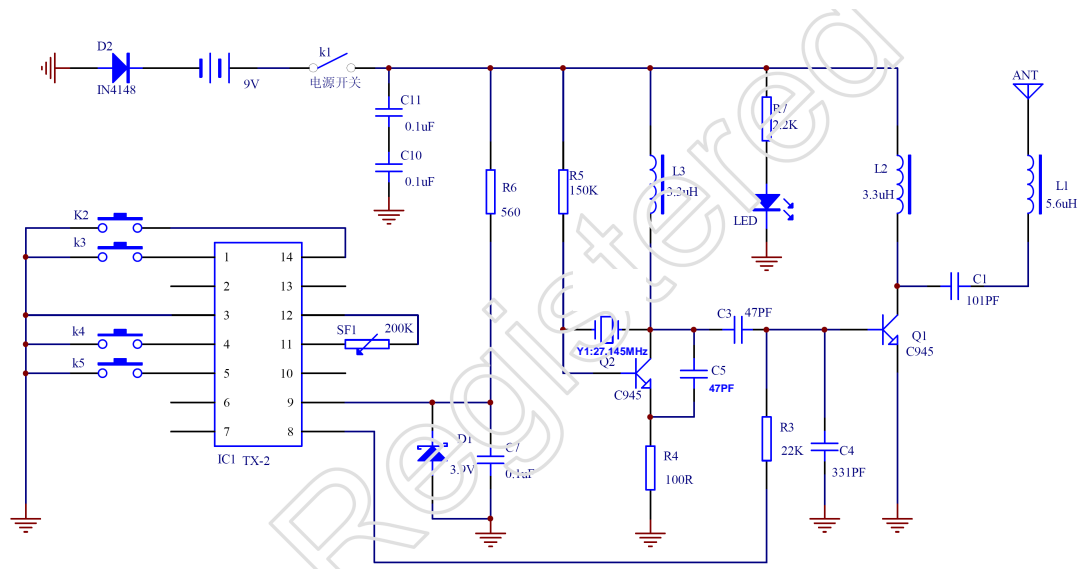 D2
IN4148
9V
k1
电源开关
C11
0.1uF
C10
0.1uF
R6
560
R5
150K
L3
3.3uH
R7
2.2K
LED
L2
3.3uH
ANT
L1
5.6uH
K2
k3
k4
k5
1 14
2 13
3 12
4 11
5 10
6 9
7 8
IC1 TX-2
SF1
200K
D1
3.9V
C7
0.1uF
Y1:27.145MHz
Q2
C945
C5
47PF
R4
100R
C3
47PF
R3
22K
C4
331PF
Q1
C945
C1
101PF
Registered